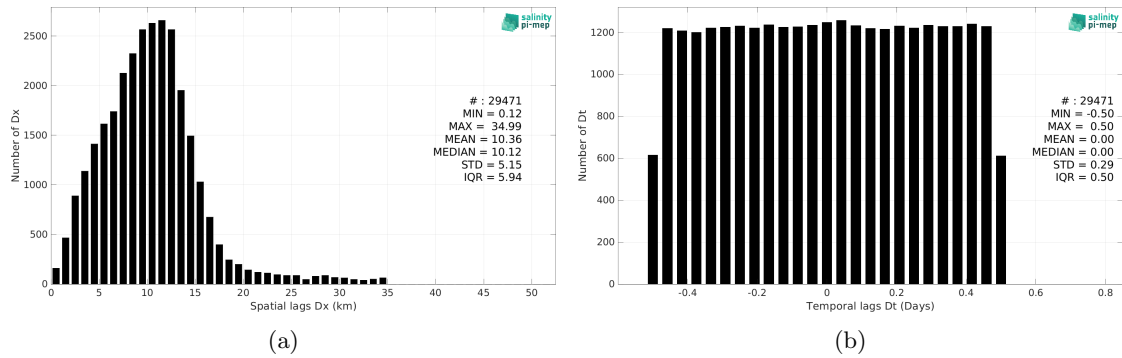 salinity
pi-mep
2500
2000
1500
1000
500
0
Number of Dx
# : 29471
MIN = 0.12
MAX = 34.99
MEAN = 10.36
MEDIAN = 10.12
STD = 5.15
IQR = 5.94
0 5 10 15 20 25 30 35 40 45 50
Spatial lags Dx (km)
(a)
salinity
pi-mep
1200
1000
800
600
400
200
0
Number of Dt
# : 29471
MIN = -0.50
MAX = 0.50
MEAN = 0.00
MEDIAN = 0.00
STD = 0.29
IQR = 0.50
-0.4 -0.2 0 0.2 0.4 0.6 0.8
Temporal lags Dt (Days)
(b)